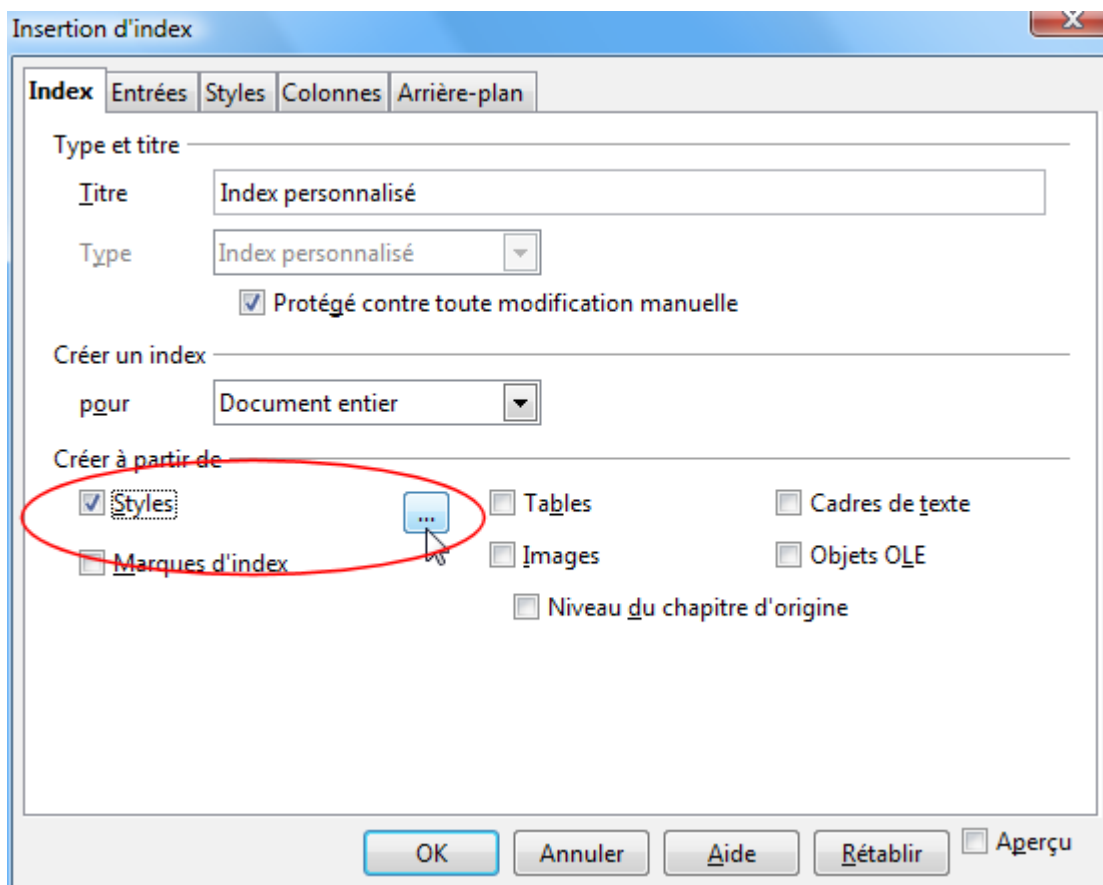 Insertion d'index
Index Entrées Styles Colonnes Arrière-plan
Type et titre
Titre Index personnalisé
Type Index personnalisé
Protégé contre toute modification manuelle
Créer un index
pour Document entier
Créer à partir de
Styles ... Tables Cadres de texte
Marques d'index Images Objets OLE
Niveau du chapitre d'origine
OK Annuler Aide Rétablir Aperçu